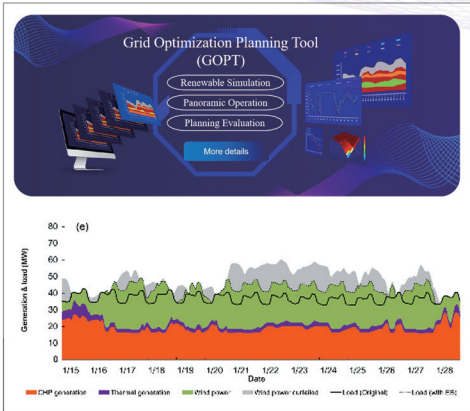 Grid Optimization Planning Tool
(GOPT)
Renewable Simulation
Panoramic Operation
Planning Evaluation
More details
(e)
Generation & load (MW)
80
70
60
50
40
30
20
10
0
1/15 1/16 1/17 1/18 1/19 1/20 1/21 1/22 1/23 1/24 1/25 1/26 1/27 1/28
Date
CHP generation Thermal generation Wind power Wind power curtailed Load (Original) Load (with EB)